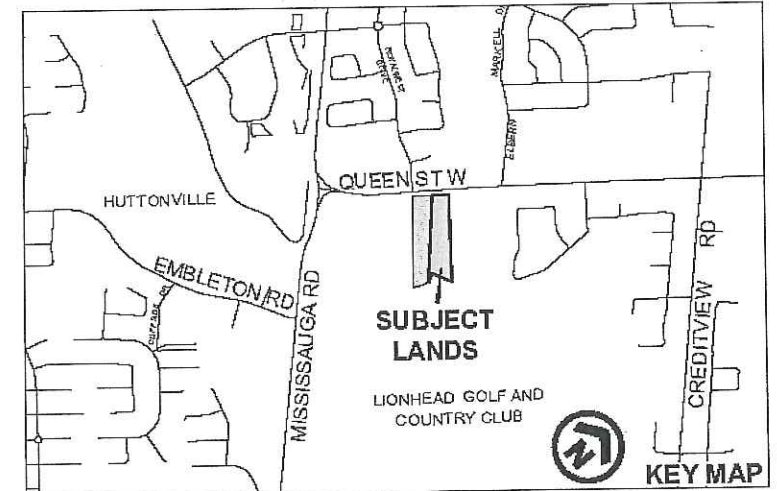 MARKELL
ELBERN
QUEEN ST W
HUTTONVILLE
EMBLETON RD
MISSISSAUGA RD
CREDITVIEW RD
SUBJECT
LANDS
LIONHEAD GOLF AND
COUNTRY CLUB
N
KEY MAP